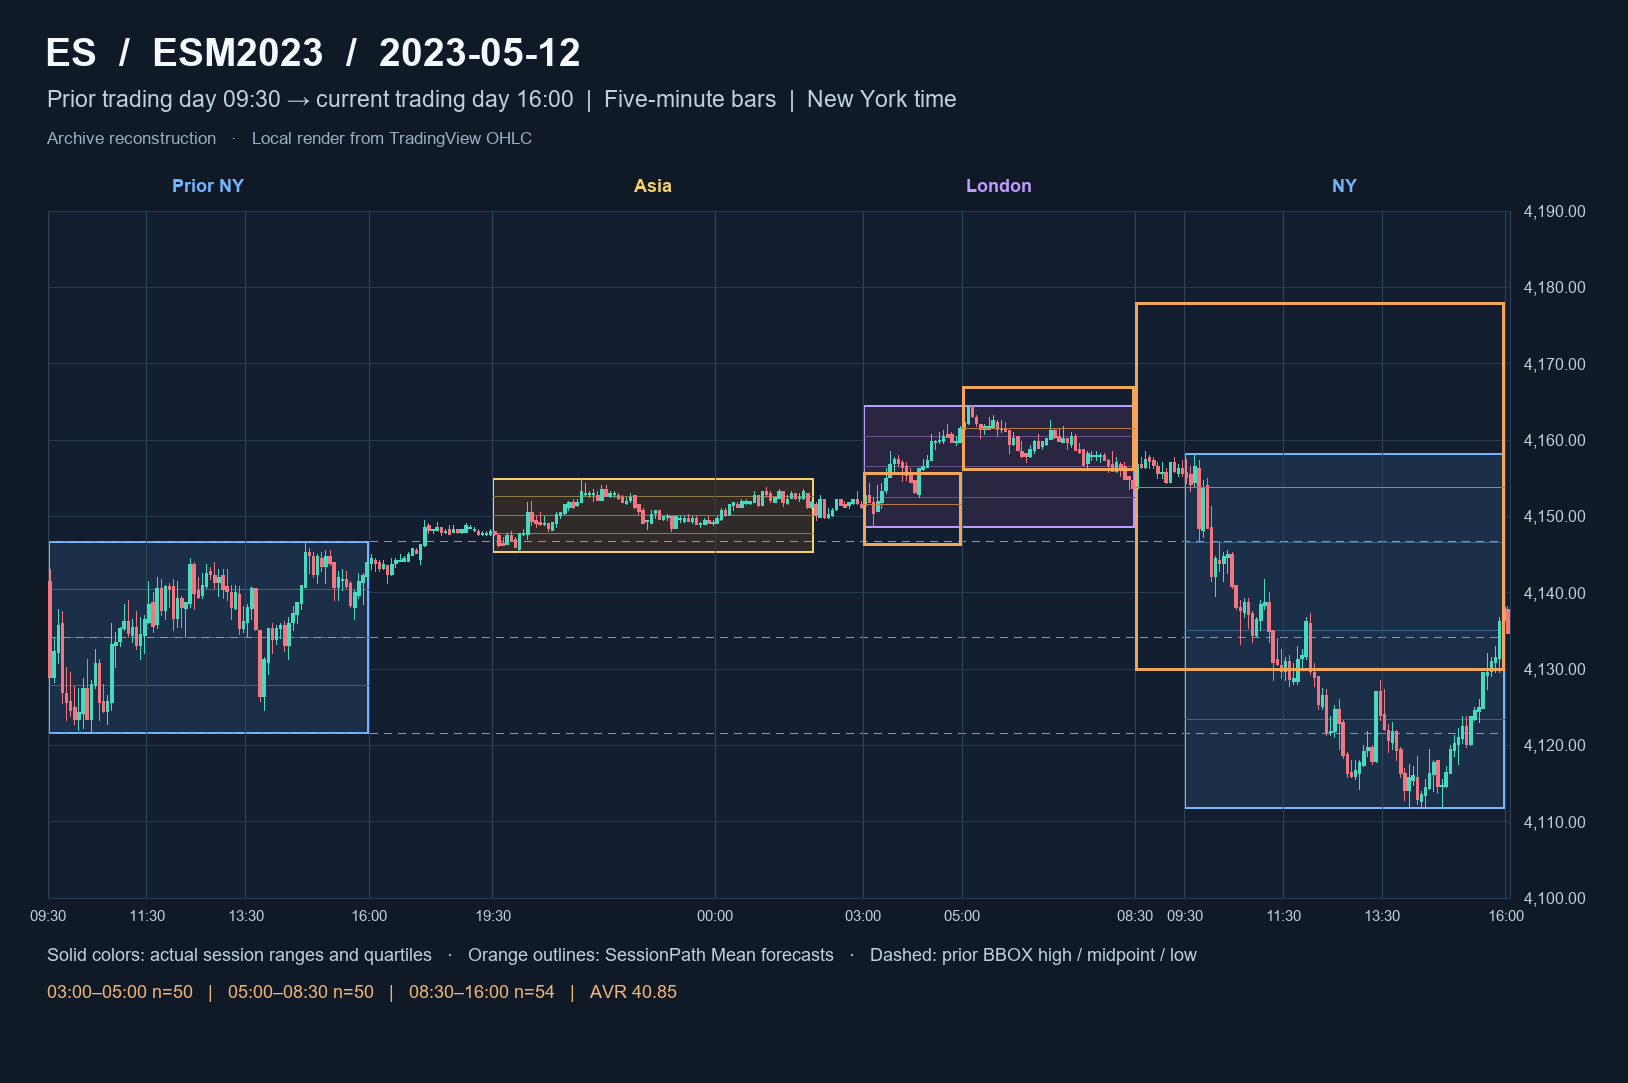 ES / ESM2023 / 2023-05-12
Prior trading day 09:30 → current trading day 16:00 | Five-minute bars | New York time
Archive reconstruction · Local render from TradingView OHLC
Prior NY Asia London NY
4,190.00
4,180.00
4,170.00
4,160.00
4,150.00
4,140.00
4,130.00
4,120.00
4,110.00
4,100.00
09:30 11:30 13:30 16:00 19:30 00:00 03:00 05:00 08:30 09:30 11:30 13:30 16:00
Solid colors: actual session ranges and quartiles · Orange outlines: SessionPath Mean forecasts · Dashed: prior BBOX high / midpoint / low
03:00–05:00 n=50 | 05:00–08:30 n=50 | 08:30–16:00 n=54 | AVR 40.85